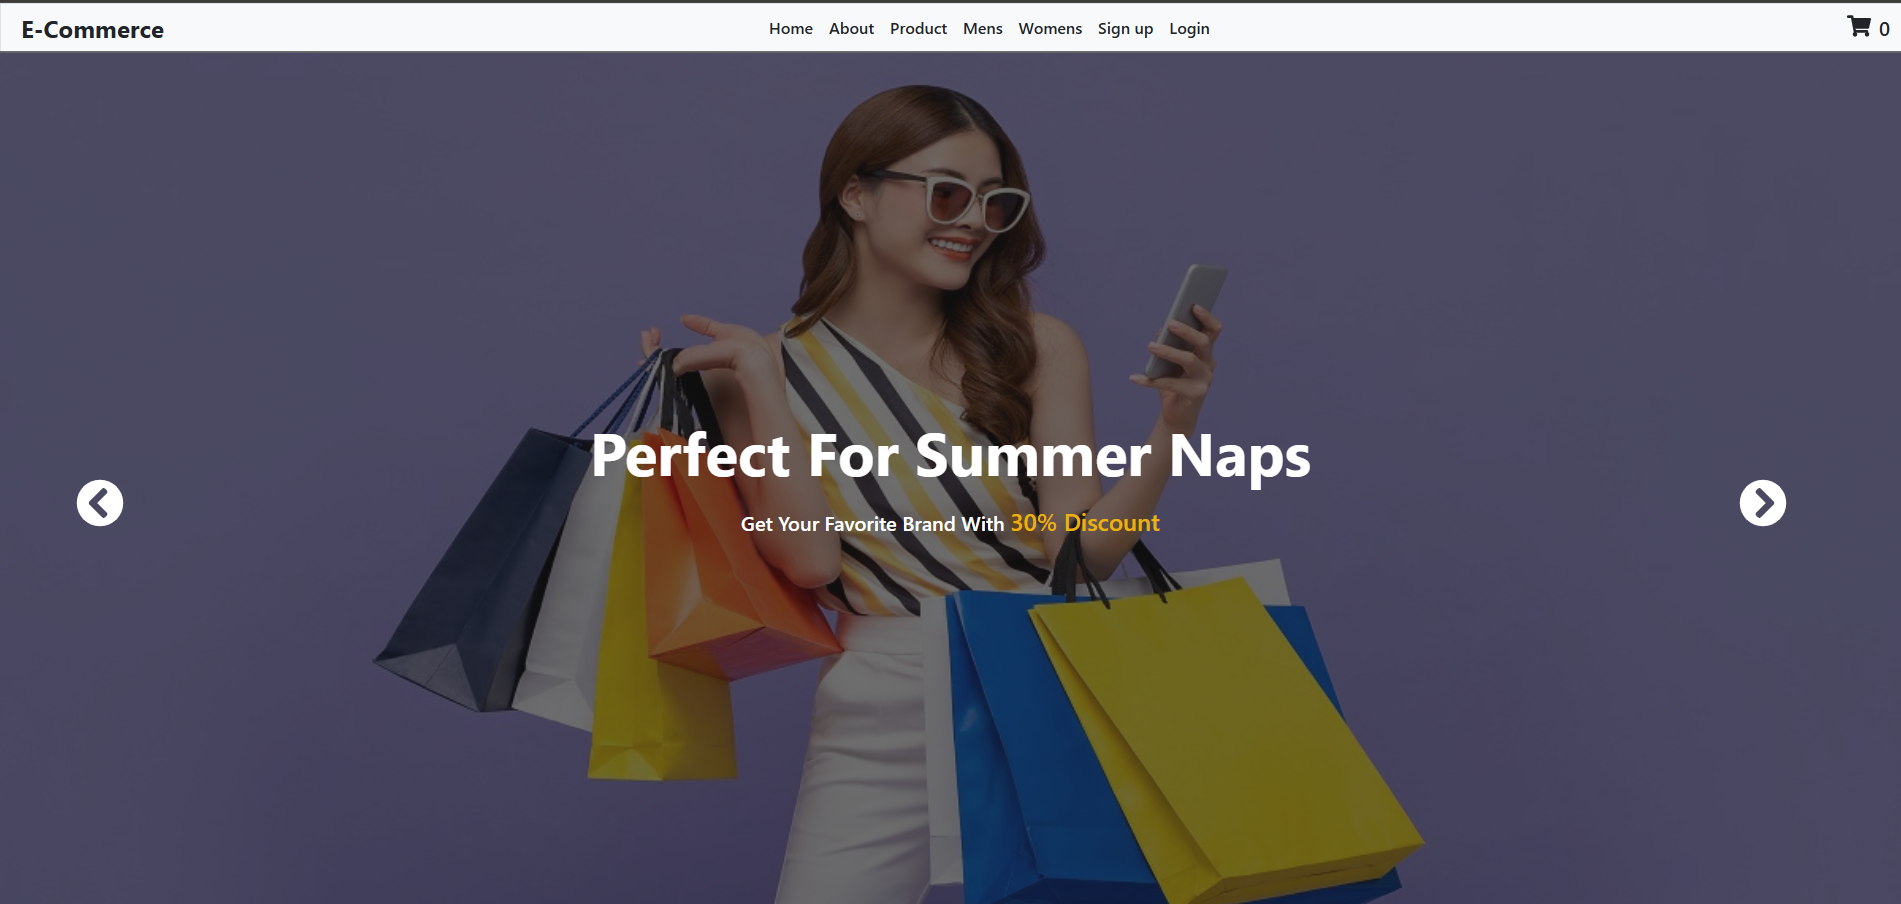 E-Commerce
Home About Product Mens Womens Sign up Login
0
Perfect For Summer Naps
Get Your Favorite Brand With 30% Discount